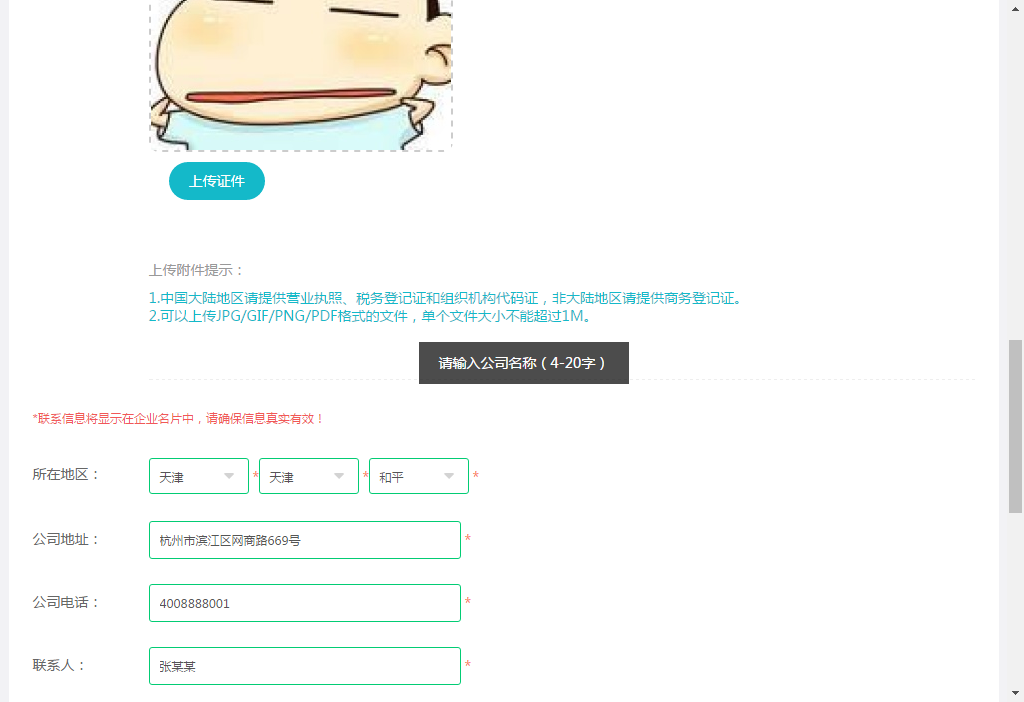 上传证件
上传附件提示：
1.中国大陆地区请提供营业执照、税务登记证和组织机构代码证，非大陆地区请提供商务登记证。
2.可以上传JPG/GIF/PNG/PDF格式的文件，单个文件大小不能超过1M。
请输入公司名称（4-20字）
*联系信息将显示在企业名片中，请确保信息真实有效！
所在地区： 天津 * 天津 * 和平 *
公司地址： 杭州市滨江区网商路669号 *
公司电话： 4008888001 *
联系人： 张某某 *